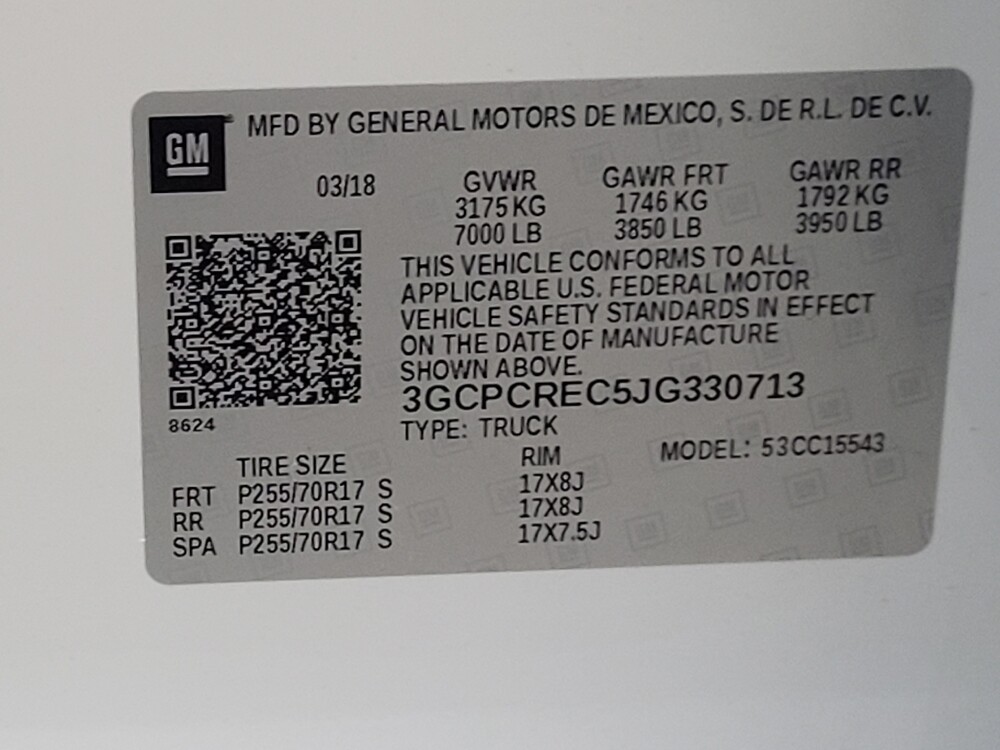 GM MFD BY GENERAL MOTORS DE MEXICO, S. DE R.L. DE C.V.
03/18 GVWR GAWR FRT GAWR RR
3175 KG 1746 KG 1792 KG
7000 LB 3850 LB 3950 LB
THIS VEHICLE CONFORMS TO ALL
APPLICABLE U.S. FEDERAL MOTOR
VEHICLE SAFETY STANDARDS IN EFFECT
ON THE DATE OF MANUFACTURE
SHOWN ABOVE.
3GCPCREC5JG330713
8624
TYPE: TRUCK MODEL: 53CC15543
TIRE SIZE RIM
FRT P255/70R17 S 17X8J
RR P255/70R17 S 17X8J
SPA P255/70R17 S 17X7.5J